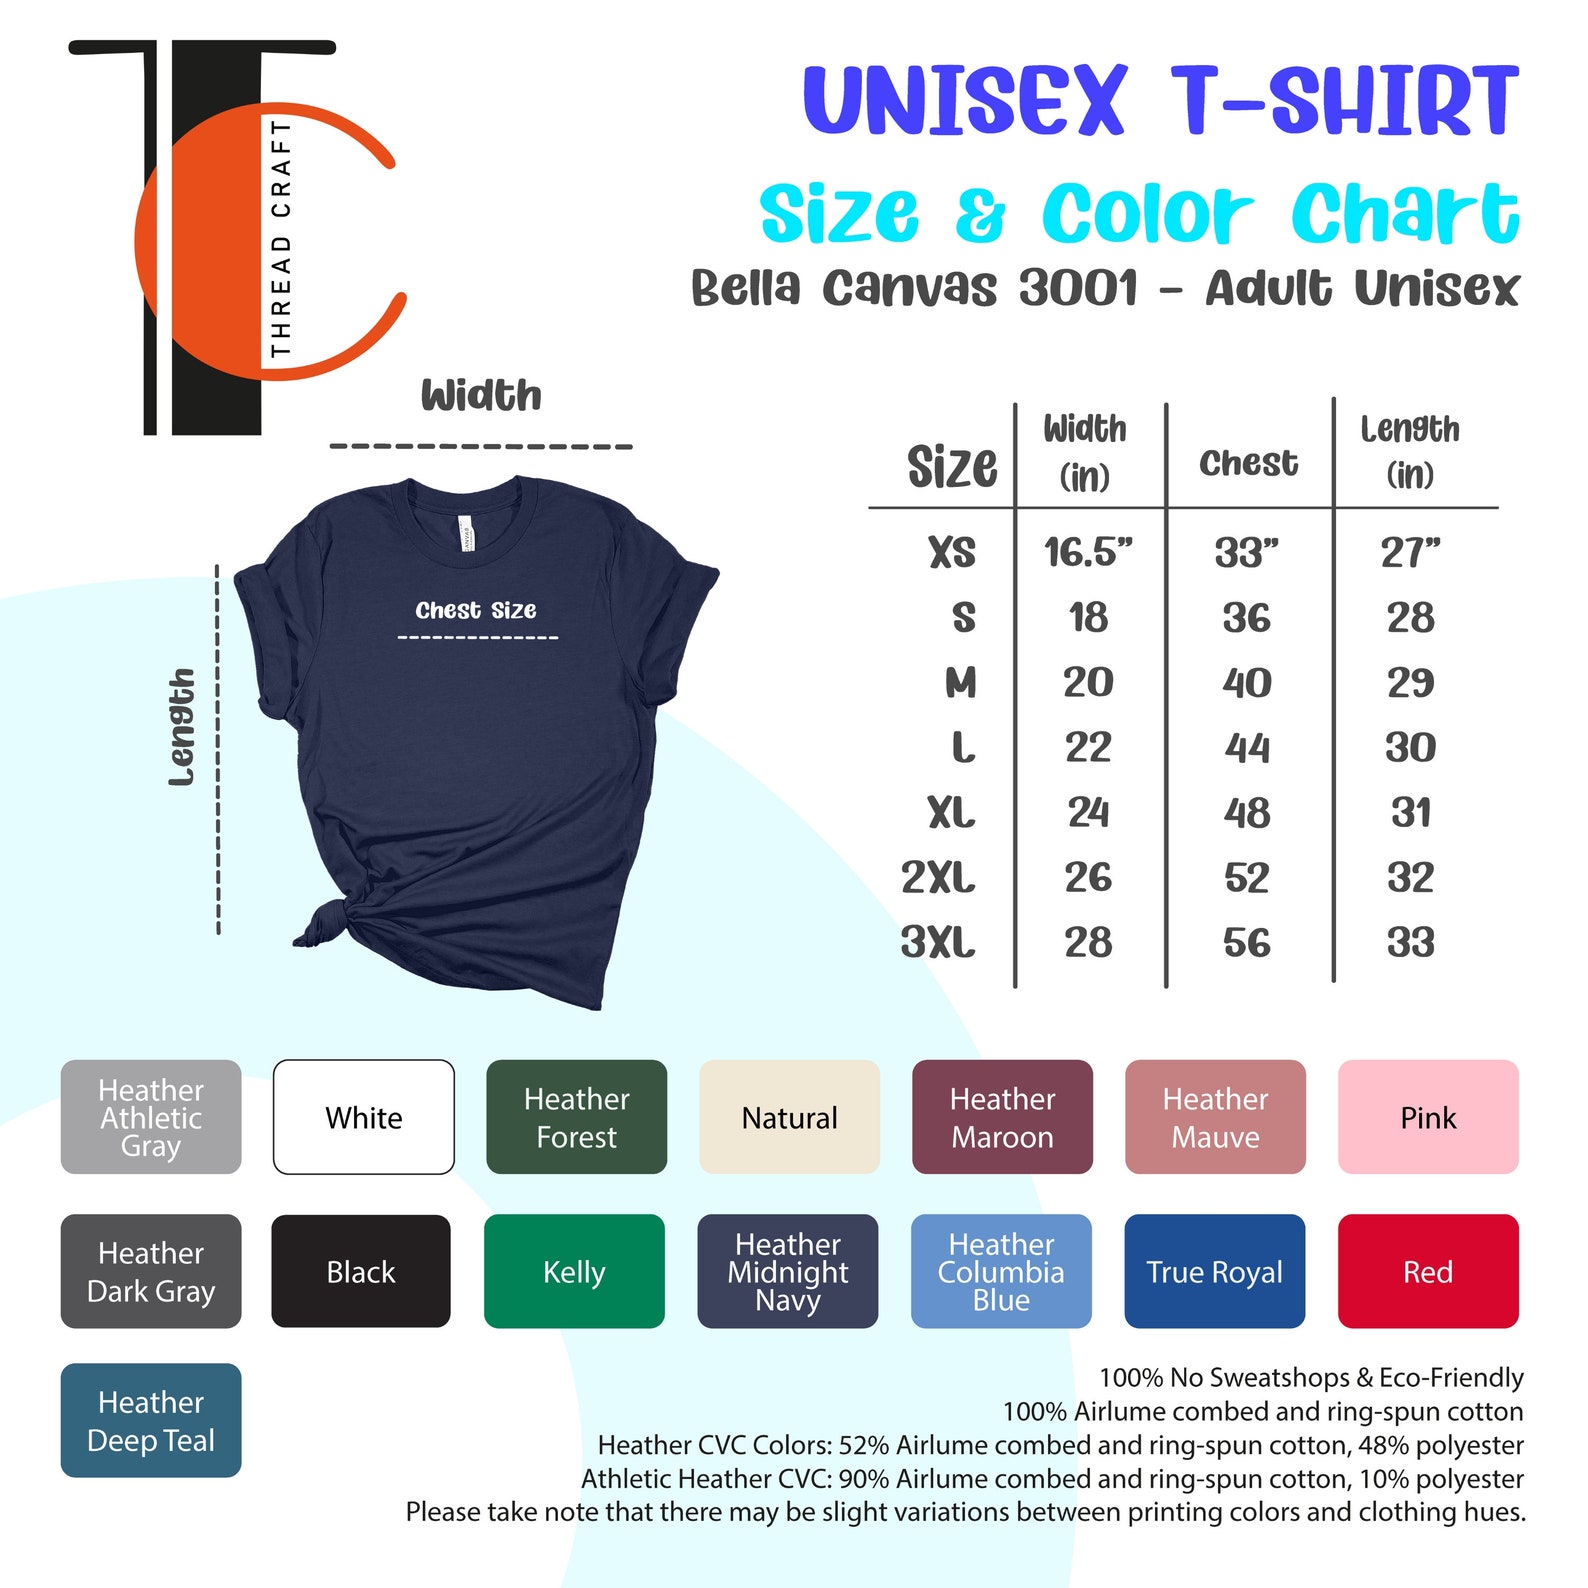 THREAD CRAFT
UNISEX T-SHIRT
Size & Color Chart
Bella Canvas 3001 - Adult Unisex
Width
Length
CANVAS
Chest Size
Size Width (in) Chest Length (in)
XS 16.5” 33” 27”
S 18 36 28
M 20 40 29
L 22 44 30
XL 24 48 31
2XL 26 52 32
3XL 28 56 33
Heather
Athletic
Gray
White
Heather
Forest
Natural
Heather
Maroon
Heather
Mauve
Pink
Heather
Dark Gray
Black
Kelly
Heather
Midnight
Navy
Heather
Columbia
Blue
True Royal
Red
Heather
Deep Teal
100% No Sweatshops & Eco-Friendly
100% Airlume combed and ring-spun cotton
Heather CVC Colors: 52% Airlume combed and ring-spun cotton, 48% polyester
Athletic Heather CVC: 90% Airlume combed and ring-spun cotton, 10% polyester
Please take note that there may be slight variations between printing colors and clothing hues.